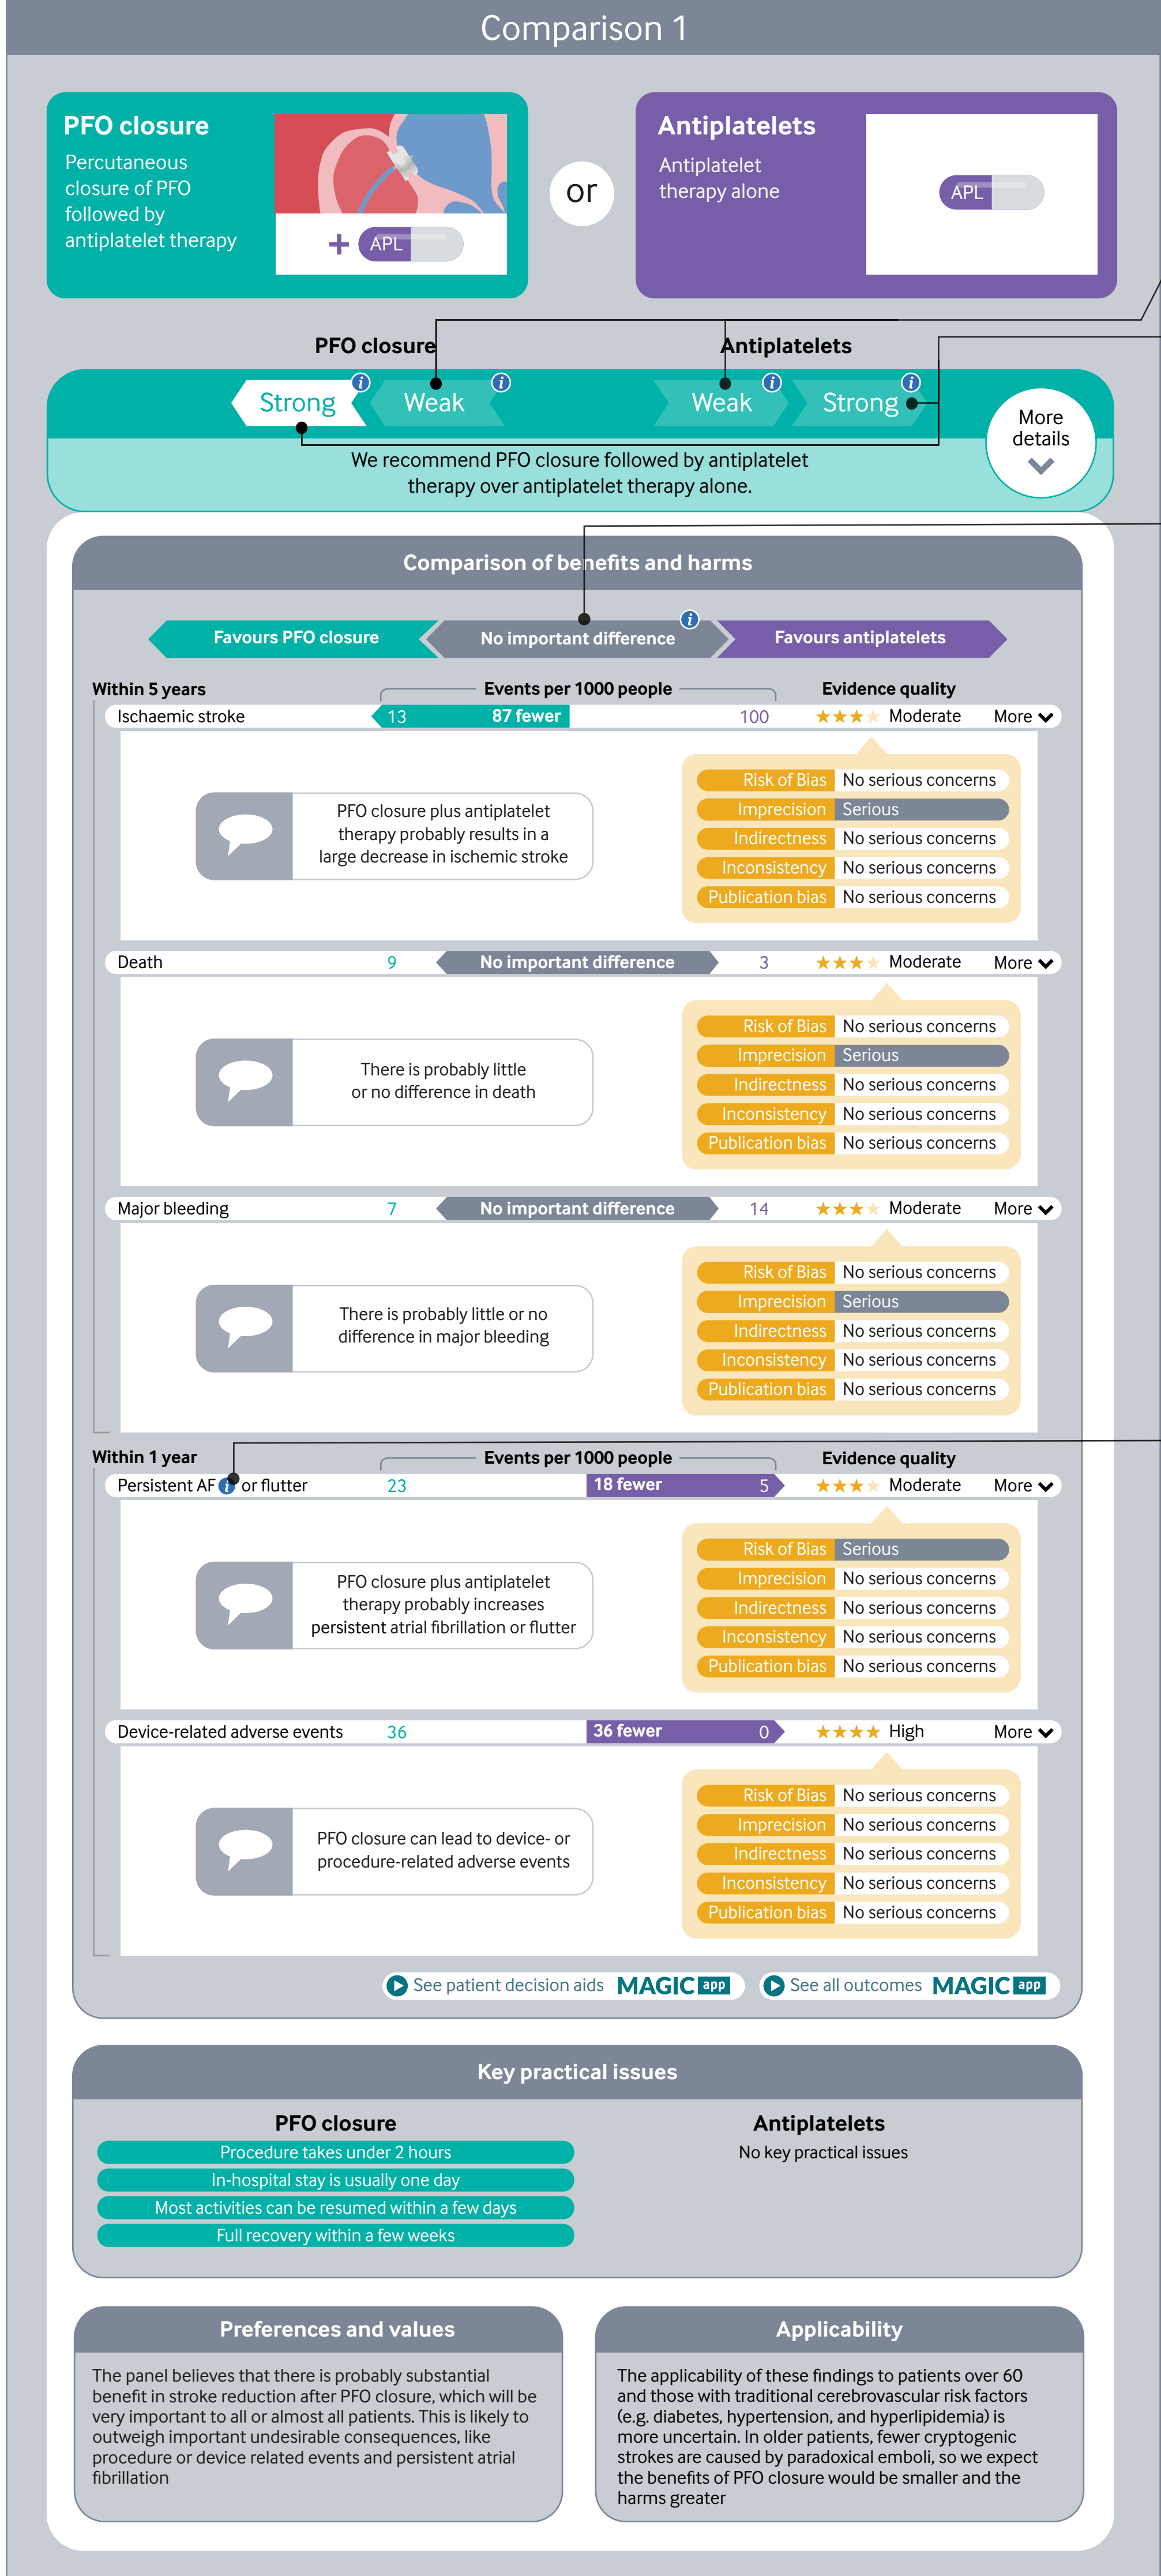 Comparison 1
PFO closure
Percutaneous
closure of PFO
followed by
antiplatelet therapy
+ APL
or
Antiplatelets
Antiplatelet
therapy alone
APL
PFO closure
Antiplatelets
Strong i
Weak i
Weak i
Strong i
More
details
We recommend PFO closure followed by antiplatelet
therapy over antiplatelet therapy alone.
Comparison of benefits and harms
Favours PFO closure
No important difference i
Favours antiplatelets
Within 5 years Events per 1000 people Evidence quality
Ischaemic stroke 13 87 fewer 100 Moderate More
PFO closure plus antiplatelet
therapy probably results in a
large decrease in ischemic stroke
Risk of Bias No serious concerns
Imprecision Serious
Indirectness No serious concerns
Inconsistency No serious concerns
Publication bias No serious concerns
Death 9 No important difference 3 Moderate More
There is probably little
or no difference in death
Risk of Bias No serious concerns
Imprecision Serious
Indirectness No serious concerns
Inconsistency No serious concerns
Publication bias No serious concerns
Major bleeding 7 No important difference 14 Moderate More
There is probably little or no
difference in major bleeding
Risk of Bias No serious concerns
Imprecision Serious
Indirectness No serious concerns
Inconsistency No serious concerns
Publication bias No serious concerns
Within 1 year Events per 1000 people Evidence quality
Persistent AF i or flutter 23 18 fewer 5 Moderate More
PFO closure plus antiplatelet
therapy probably increases
persistent atrial fibrillation or flutter
Risk of Bias Serious
Imprecision No serious concerns
Indirectness No serious concerns
Inconsistency No serious concerns
Publication bias No serious concerns
Device-related adverse events 36 36 fewer 0 High More
PFO closure can lead to device- or
procedure-related adverse events
Risk of Bias No serious concerns
Imprecision No serious concerns
Indirectness No serious concerns
Inconsistency No serious concerns
Publication bias No serious concerns
See patient decision aids MAGIC app
See all outcomes MAGIC app
Key practical issues
PFO closure
Procedure takes under 2 hours
In-hospital stay is usually one day
Most activities can be resumed within a few days
Full recovery within a few weeks
Antiplatelets
No key practical issues
Preferences and values
The panel believes that there is probably substantial
benefit in stroke reduction after PFO closure, which will be
very important to all or almost all patients. This is likely to
outweigh important undesirable consequences, like
procedure or device related events and persistent atrial
fibrillation
Applicability
The applicability of these findings to patients over 60
and those with traditional cerebrovascular risk factors
(e.g. diabetes, hypertension, and hyperlipidemia) is
more uncertain. In older patients, fewer cryptogenic
strokes are caused by paradoxical emboli, so we expect
the benefits of PFO closure would be smaller and the
harms greater